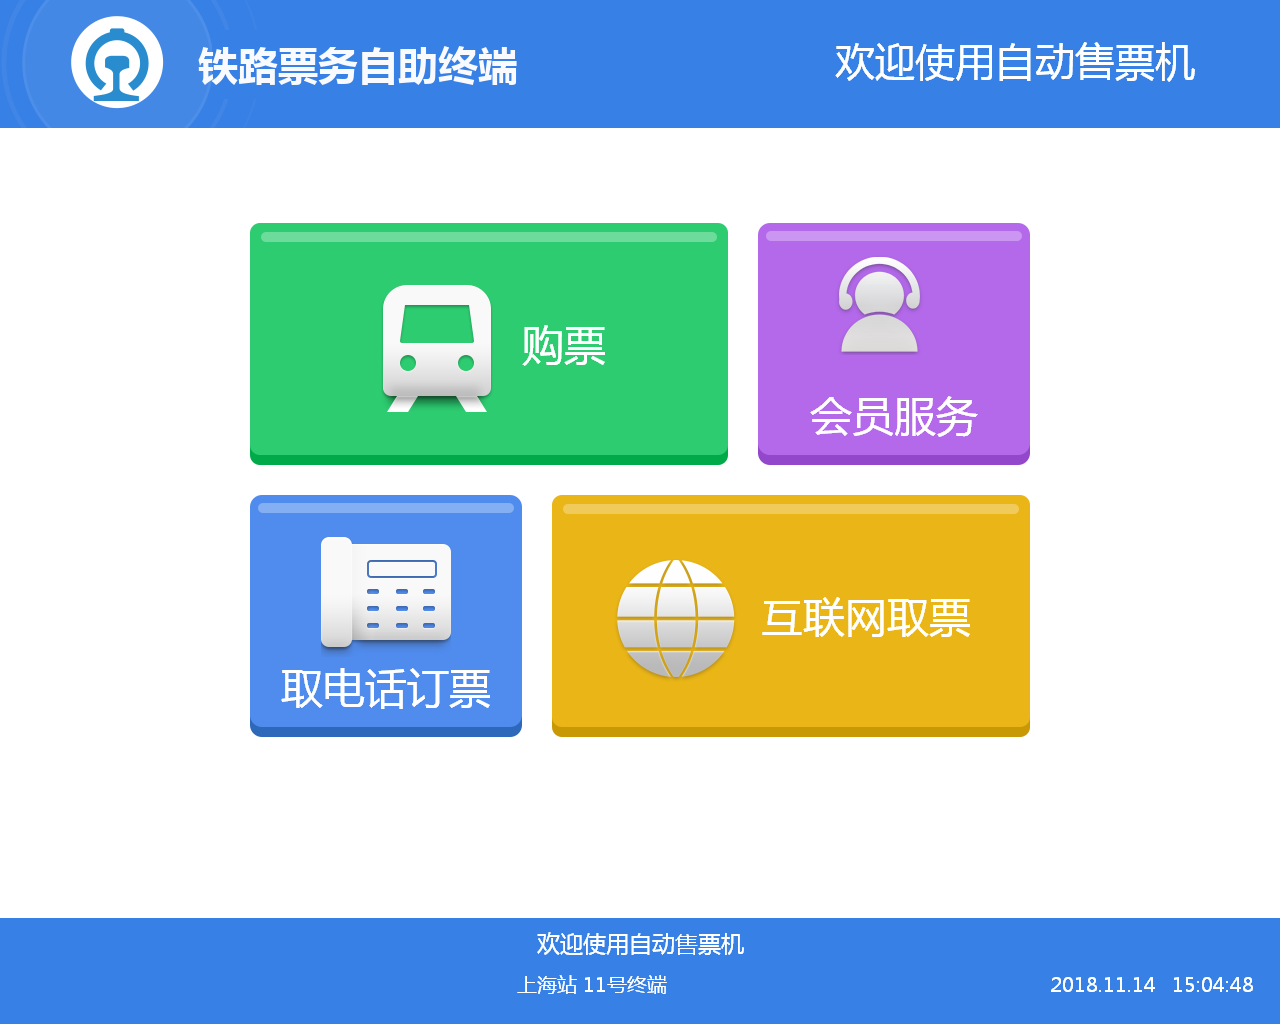 铁路票务自助终端
欢迎使用自动售票机
购票
会员服务
取电话订票
互联网取票
欢迎使用自动售票机
上海站 11号终端
2018.11.14 15:04:48